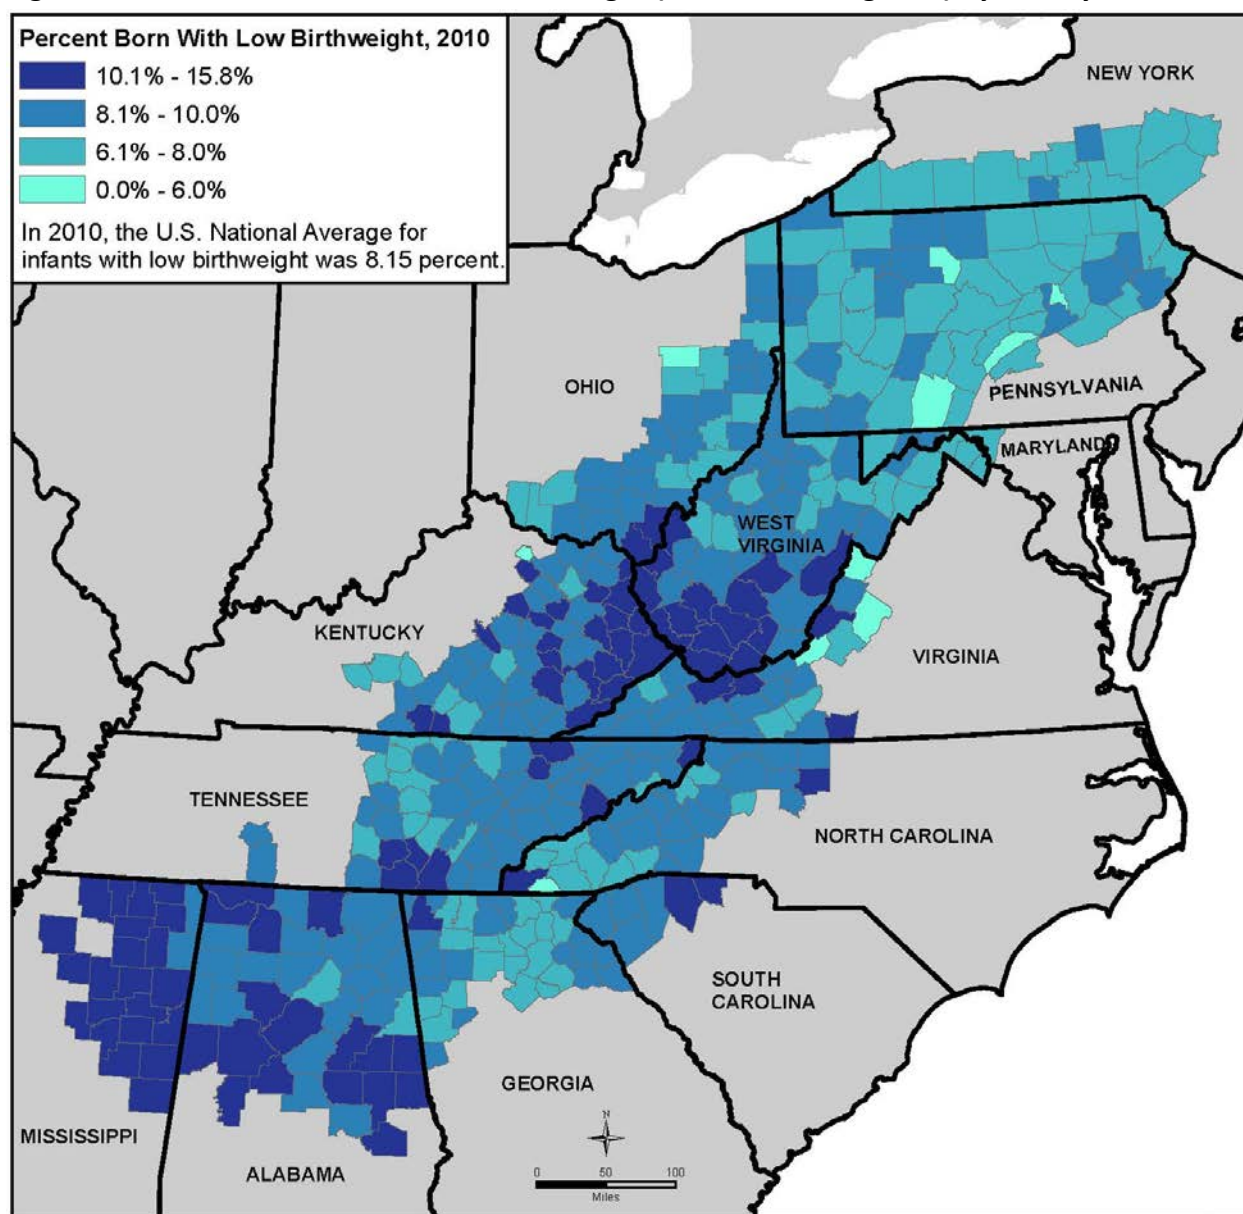 Percent Born With Low Birthweight, 2010
10.1% - 15.8%
8.1% - 10.0%
6.1% - 8.0%
0.0% - 6.0%
In 2010, the U.S. National Average for
infants with low birthweight was 8.15 percent.
NEW YORK
OHIO
PENNSYLVANIA
MARYLAND
WEST
VIRGINIA
KENTUCKY
VIRGINIA
TENNESSEE
NORTH CAROLINA
SOUTH
CAROLINA
GEORGIA
MISSISSIPPI
ALABAMA
N
0 50 100
Miles